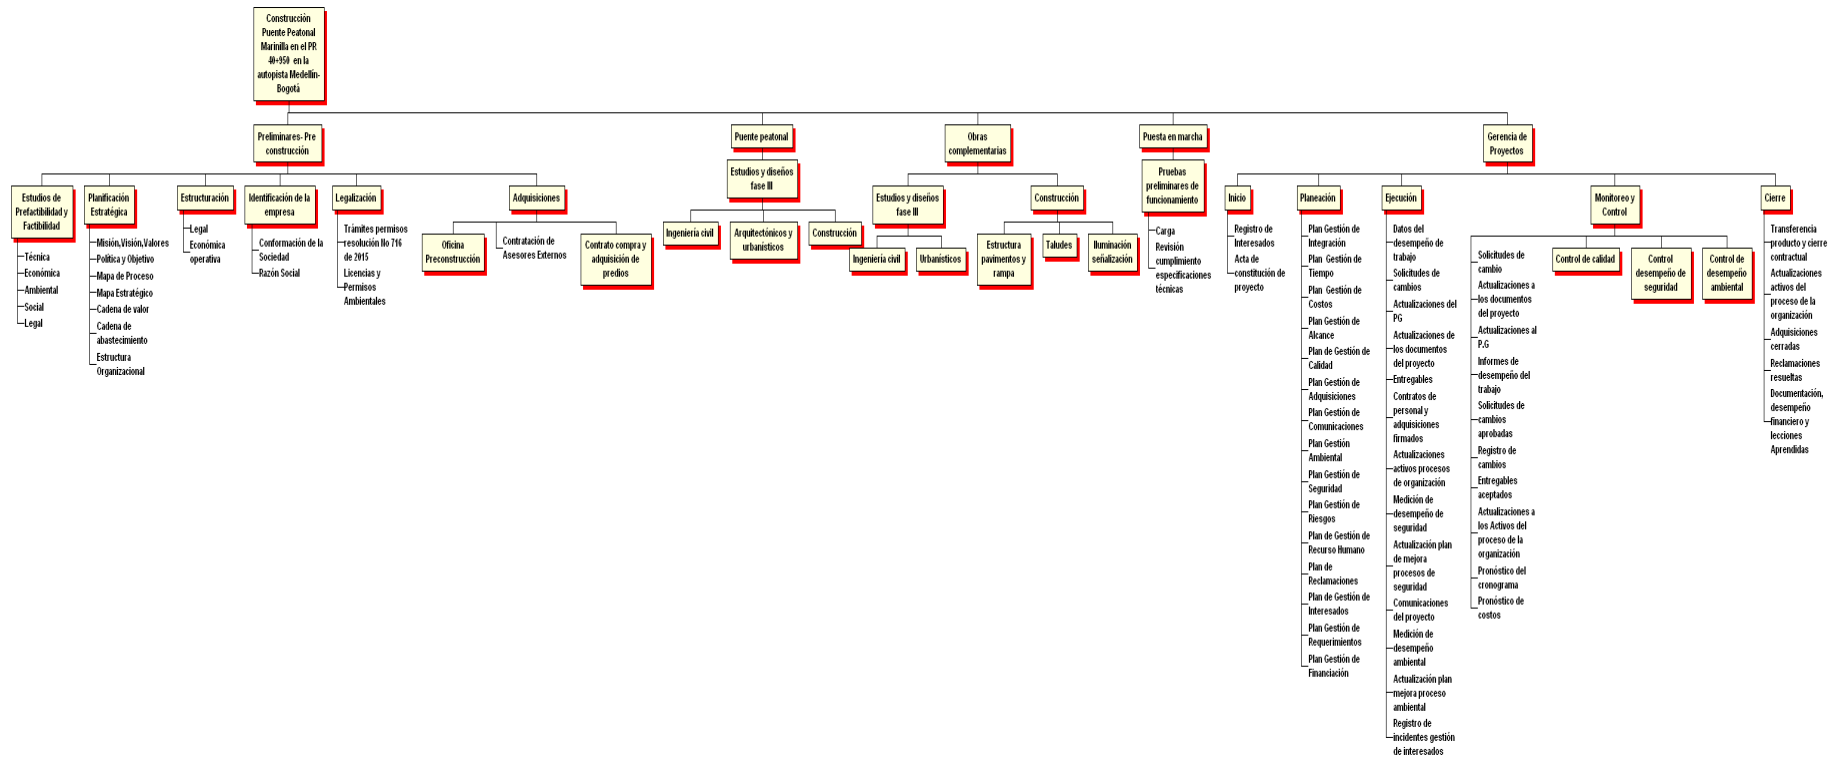 Construcción
Puente Peatonal
Marinilla en el PR
40+950 en la
autopista Medellín-
Bogotá
Preliminares- Pre
construcción
Puente peatonal
Obras
complementarias
Puesta en marcha
Gerencia de
Proyectos
Estudios de
Prefactibilidad y
Factibilidad
Técnica
Económica
Ambiental
Social
Legal
Planificación
Estratégica
Misión,Visión,Valores
Política y Objetivo
Mapa de Proceso
Mapa Estratégico
Cadena de valor
Cadena de
abastecimiento
Estructura
Organizacional
Estructuración
Legal
Económica
operativa
Identificación de la
empresa
Conformación de la
Sociedad
Razón Social
Legalización
Trámites permisos
resolución No 716
de 2015
Licencias y
Permisos
Ambientales
Adquisiciones
Oficina
Preconstrucción
Contratación de
Asesores Externos
Contrato compra y
adquisición de
predios
Estudios y diseños
fase III
Ingeniería civil
Arquitectónicos y
urbanísticos
Construcción
Estudios y diseños
fase III
Ingeniería civil
Urbanísticos
Construcción
Estructura
pavimentos y
rampa
Taludes
Iluminación
señalización
Pruebas
preliminares de
funcionamiento
Carga
Revisión
cumplimiento
especificaciones
técnicas
Inicio
Registro de
Interesados
Acta de
constitución de
proyecto
Planeación
Plan Gestión de
Integración
Plan Gestión de
Tiempo
Plan Gestión de
Costos
Plan Gestión de
Alcance
Plan de Gestión de
Calidad
Plan Gestión de
Adquisiciones
Plan Gestión de
Comunicaciones
Plan Gestión
Ambiental
Plan Gestión de
Seguridad
Plan Gestión de
Riesgos
Plan de Gestión de
Recurso Humano
Plan de
Reclamaciones
Plan de Gestión de
Interesados
Plan Gestión de
Requerimientos
Plan Gestión de
Financiación
Ejecución
Datos del
desempeño de
trabajo
Solicitudes de
cambios
Actualizaciones del
PG
Actualizaciones de
los documentos
del proyecto
Entregables
Contratos de
personal y
adquisiciones
firmados
Actualizaciones
activos procesos
de organización
Medición de
desempeño de
seguridad
Actualización plan
de mejora
procesos de
seguridad
Comunicaciones
del proyecto
Medición de
desempeño
ambiental
Actualización plan
mejora proceso
ambiental
Registro de
incidentes gestión
de interesados
Monitoreo y
Control
Solicitudes de
cambio
Actualizaciones a
los documentos
del proyecto
Actualizaciones al
P.G
Informes de
desempeño del
trabajo
Solicitudes de
cambios
aprobadas
Registro de
cambios
Entregables
aceptados
Actualizaciones a
los Activos del
proceso de la
organización
Pronóstico del
cronograma
Pronóstico de
costos
Control de calidad
Control
desempeño de
seguridad
Control de
desempeño
ambiental
Cierre
Transferencia
producto y cierre
contractual
Actualizaciones
activos del
proceso de la
organización
Adquisiciones
cerradas
Reclamaciones
resueltas
Documentación,
desempeño
financiero y
lecciones
Aprendidas